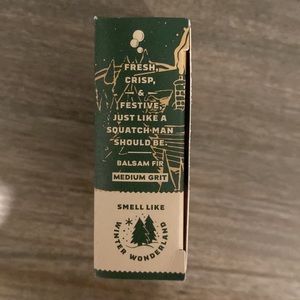 FRESH,
CRISP,
&
FESTIVE,
JUST LIKE A
SQUATCH-MAN
SHOULD BE.
BALSAM FIR
MEDIUM GRIT
SMELL LIKE
WINTER WONDERLAND